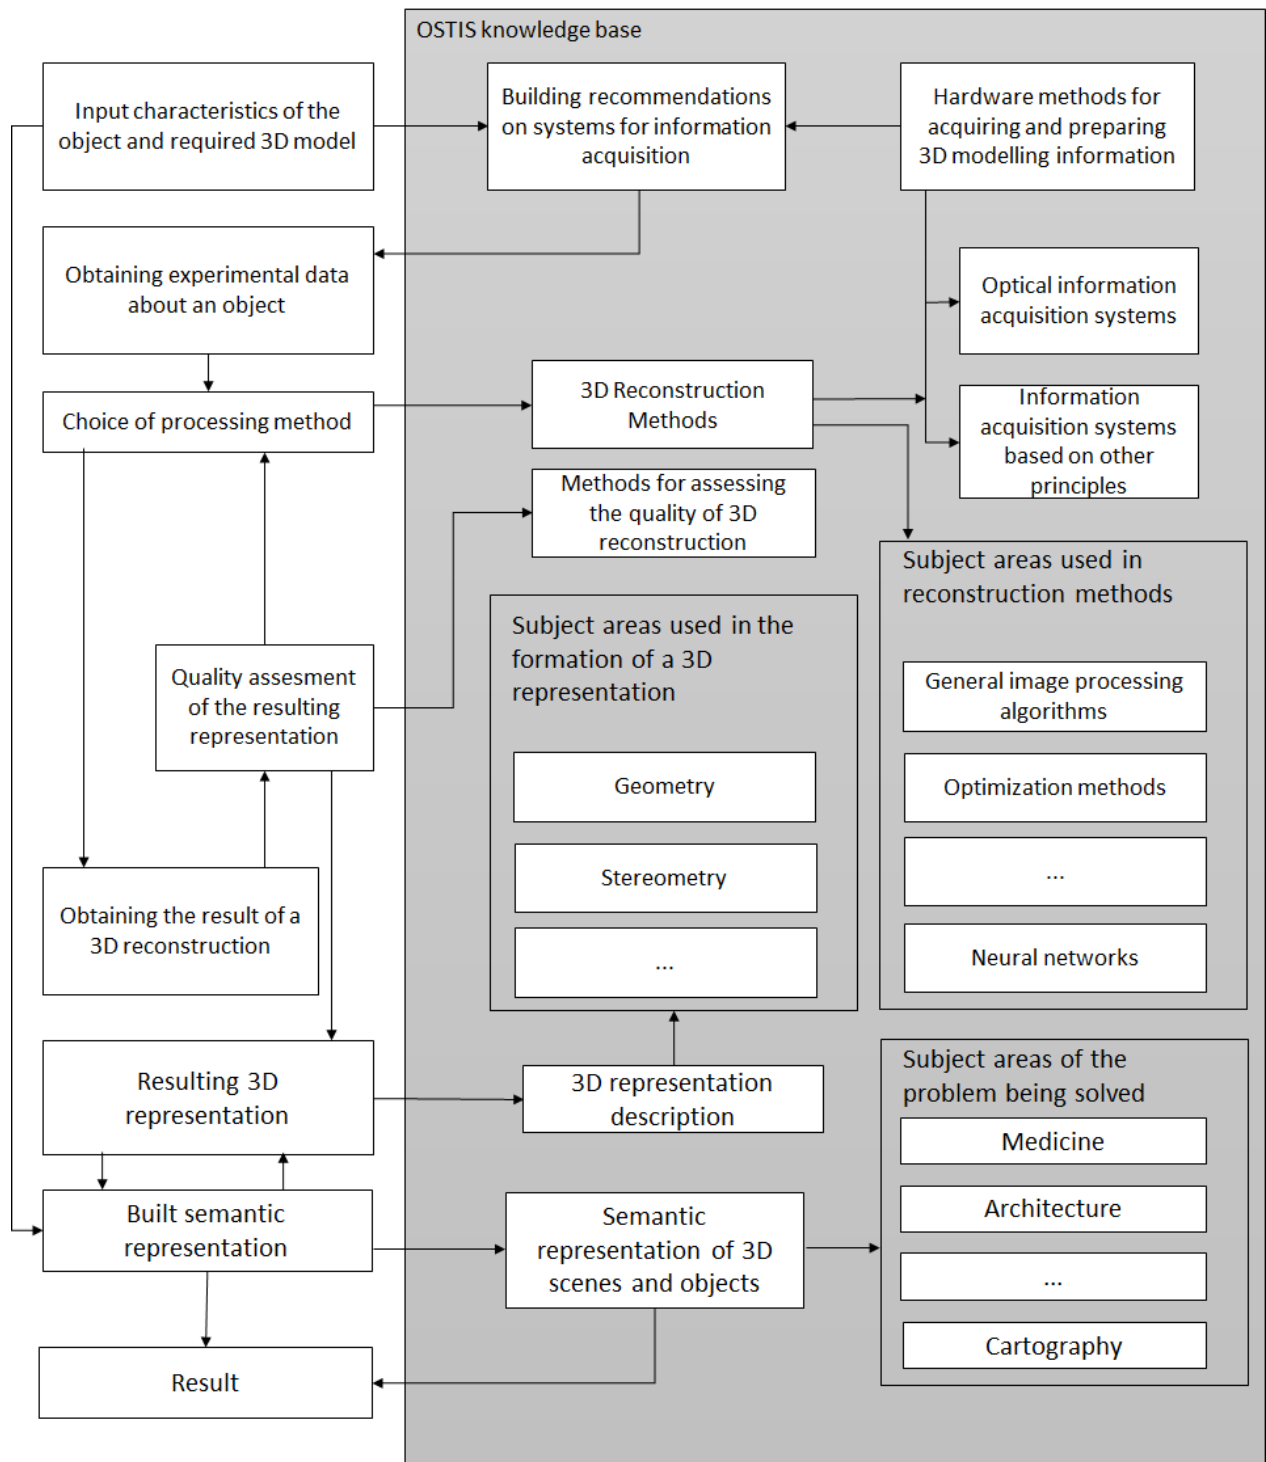 OSTIS knowledge base
Input characteristics of the
object and required 3D model
Building recommendations
on systems for information
acquisition
Hardware methods for
acquiring and preparing
3D modelling information
Obtaining experimental data
about an object
Optical information
acquisition systems
Choice of processing method
3D Reconstruction
Methods
Information
acquisition systems
based on other
principles
Methods for assessing
the quality of 3D
reconstruction
Subject areas used in
reconstruction methods
General image processing
algorithms
Optimization methods
...
Neural networks
Subject areas used in the
formation of a 3D
representation
Geometry
Stereometry
...
Quality assesment
of the resulting
representation
Obtaining the result of a
3D reconstruction
Resulting 3D
representation
3D representation
description
Subject areas of the
problem being solved
Medicine
Architecture
...
Cartography
Built semantic
representation
Semantic
representation of 3D
scenes and objects
Result